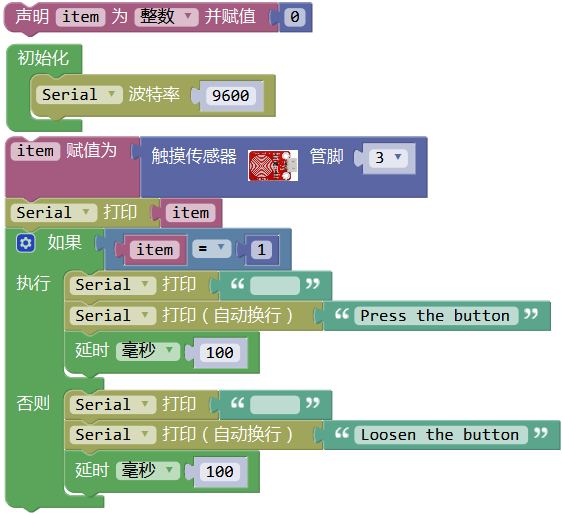 声明 item 为 整数 并赋值 0
初始化
Serial 波特率 9600
item 赋值为 触摸传感器 管脚 3
Serial 打印 item
如果 item = 1
执行 Serial 打印 “ ”
Serial 打印（自动换行） “ Press the button ”
延时 毫秒 100
否则 Serial 打印 “ ”
Serial 打印（自动换行） “ Loosen the button ”
延时 毫秒 100